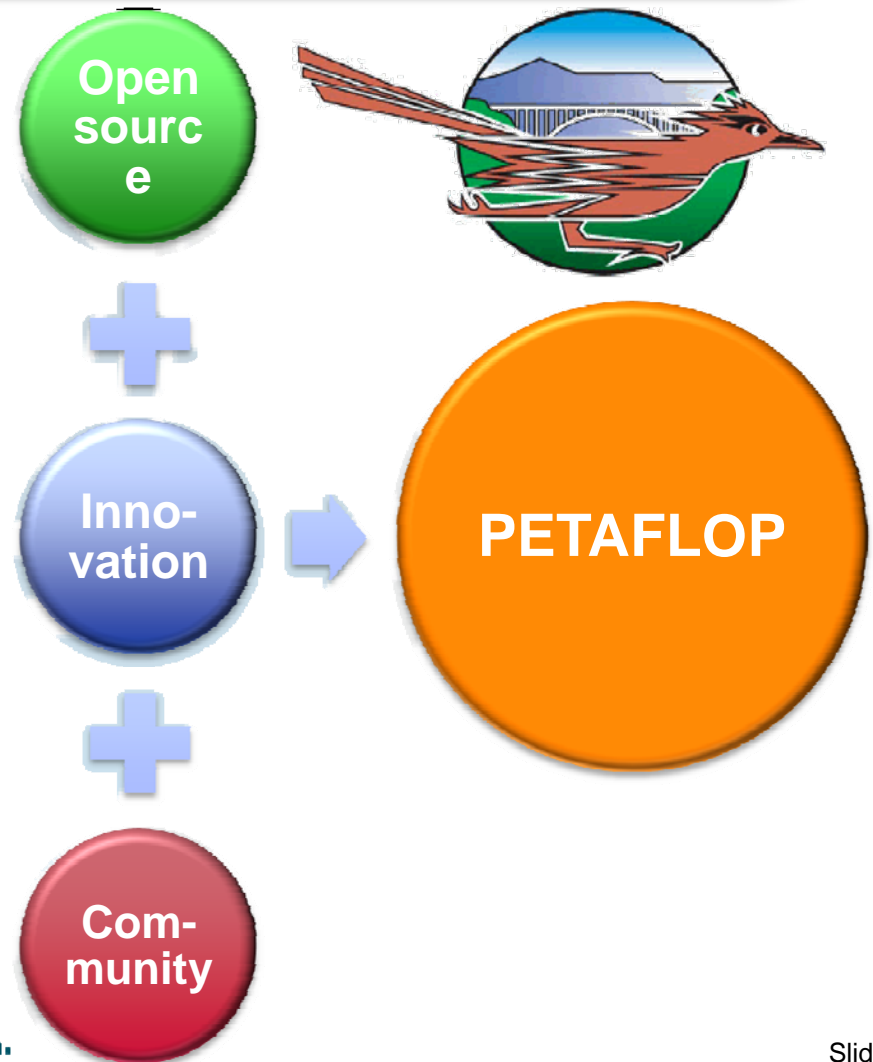 Open
sourc
e
Inno-
vation
PETAFLOP
Com-
munity
Slid